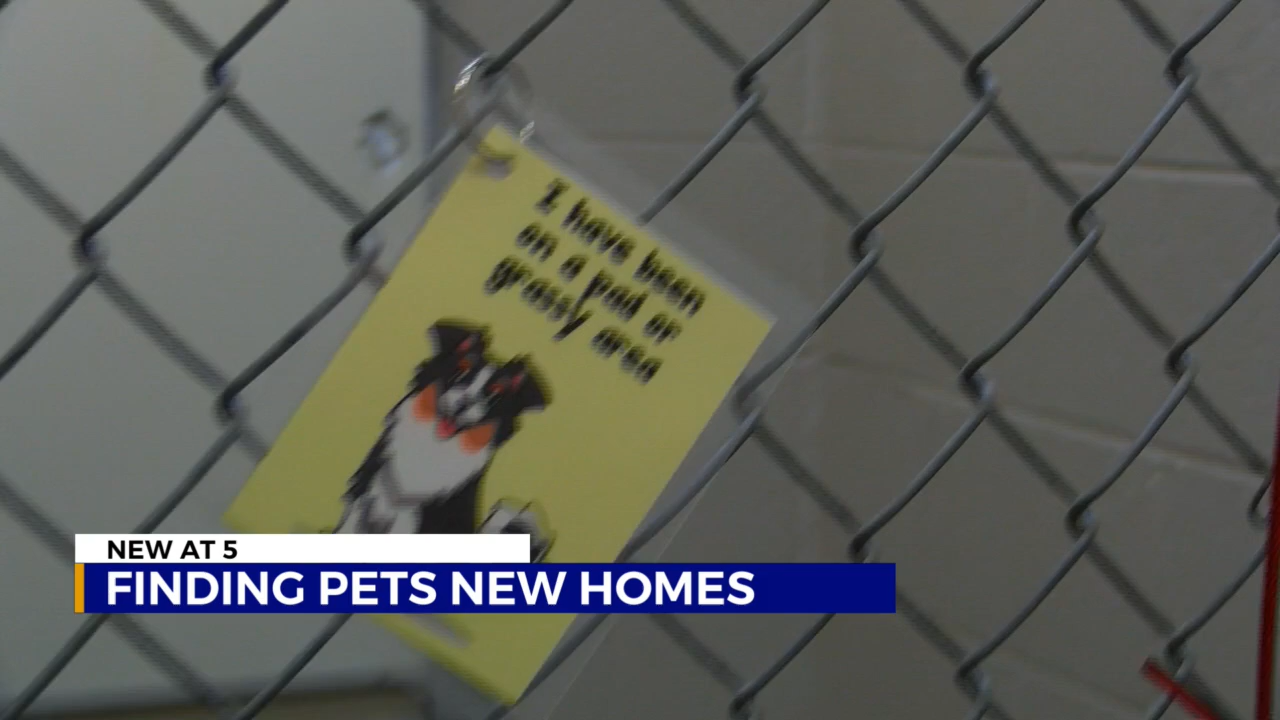 I have been
on a pad or
grassy area
NEW AT 5
FINDING PETS NEW HOMES